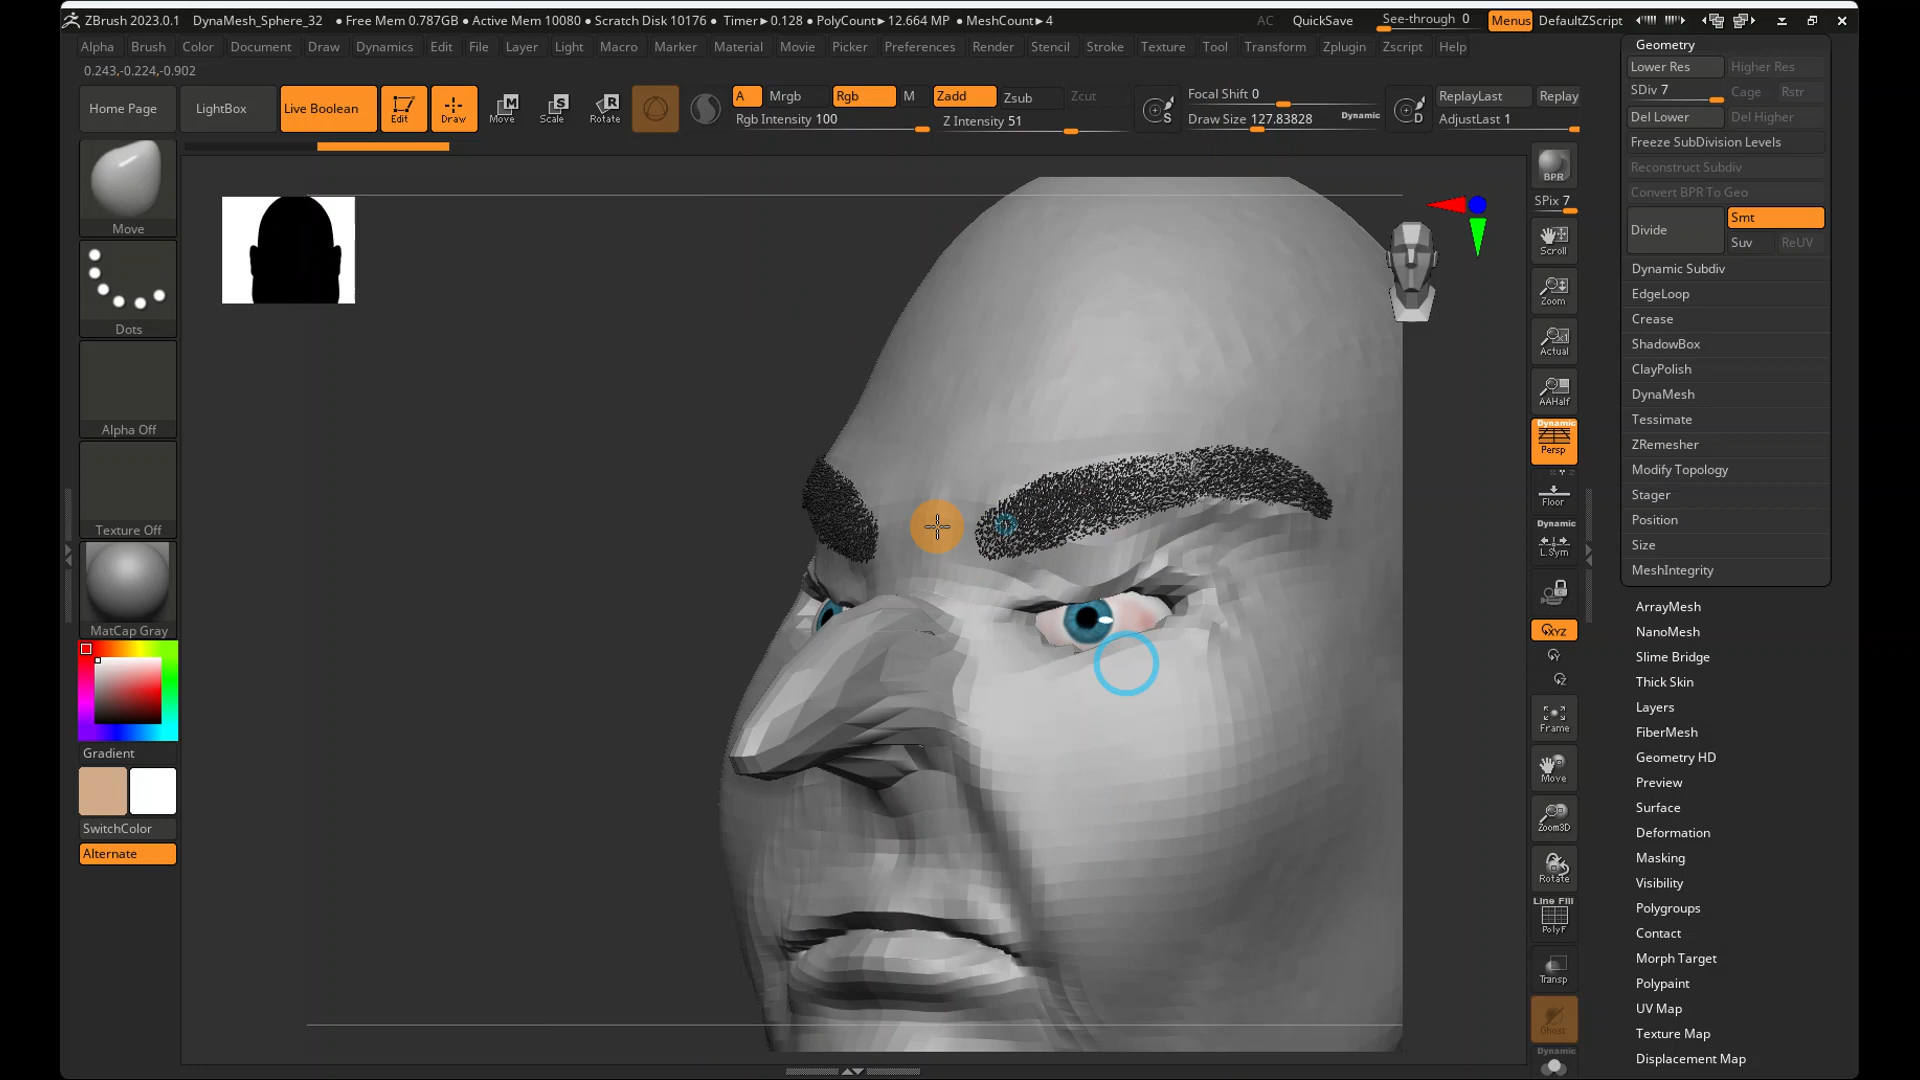 ZBrush 2023.0.1 DynaMesh_Sphere_32 ● Free Mem 0.787GB ● Active Mem 10080 ● Scratch Disk 10176 ● Timer►0.128 ● PolyCount►12.664 MP ● MeshCount►4 AC QuickSave See-through 0 Menus DefaultZScript
Alpha Brush Color Document Draw Dynamics Edit File Layer Light Macro Marker Material Movie Picker Preferences Render Stencil Stroke Texture Tool Transform Zplugin Zscript Help
0.243,-0.224,-0.902
Home Page LightBox Live Boolean Edit Draw Move Scale Rotate
A Mrgb Rgb M Zadd Zsub Zcut
Rgb Intensity 100 Z Intensity 51
Focal Shift 0
Draw Size 127.83828 Dynamic
ReplayLast Replay
AdjustLast 1
Move
Dots
Alpha Off
Texture Off
MatCap Gray
Gradient
SwitchColor
Alternate
BPR
SPix 7
Scroll
Zoom
Actual
AAHalf
Dynamic
Persp
Floor
Dynamic
L.Sym
XYZ
Y
Z
Frame
Move
Zoom3D
Rotate
Line Fill
PolyF
Transp
Ghost
Dynamic
Geometry
Lower Res Higher Res
SDiv 7 Cage Rstr
Del Lower Del Higher
Freeze SubDivision Levels
Reconstruct Subdiv
Convert BPR To Geo
Divide Smt
Suv ReUV
Dynamic Subdiv
EdgeLoop
Crease
ShadowBox
ClayPolish
DynaMesh
Tessimate
ZRemesher
Modify Topology
Stager
Position
Size
MeshIntegrity
ArrayMesh
NanoMesh
Slime Bridge
Thick Skin
Layers
FiberMesh
Geometry HD
Preview
Surface
Deformation
Masking
Visibility
Polygroups
Contact
Morph Target
Polypaint
UV Map
Texture Map
Displacement Map